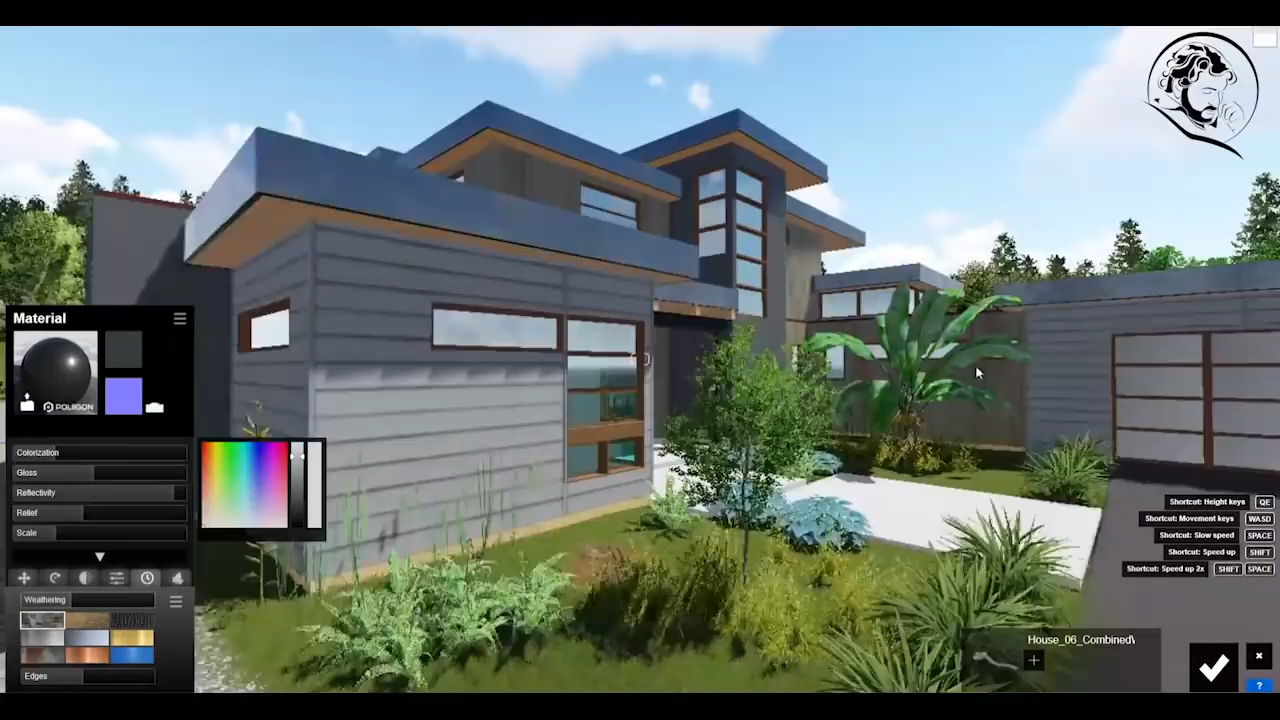 Material
POLIIGON
Colorization
Gloss
Reflectivity
Relief
Scale
Weathering
Edges
Shortcut: Height keys QE
Shortcut: Movement keys WASD
Shortcut: Slow speed SPACE
Shortcut: Speed up SHIFT
Shortcut: Speed up 2x SHIFT SPACE
House_06_Combined\
?